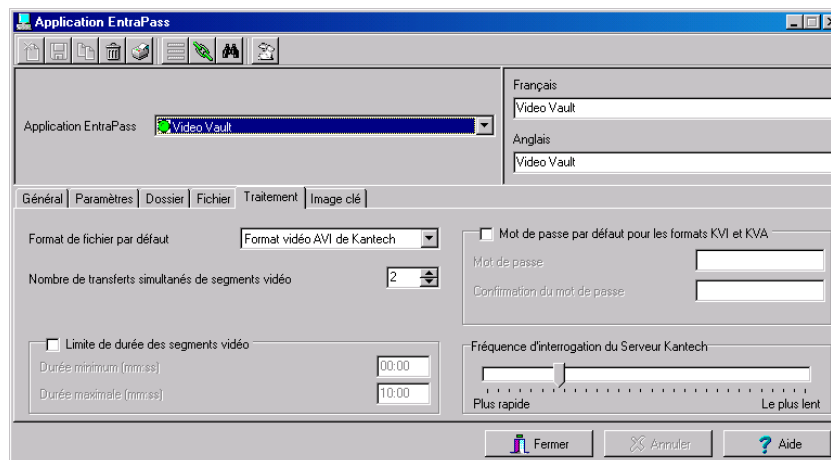 Application EntraPass
Application EntraPass
Video Vault
Français
Video Vault
Anglais
Video Vault
Général
Paramètres
Dossier
Fichier
Traitement
Image clé
Format de fichier par défaut
Format vidéo AVI de Kantech
Nombre de transferts simultanés de segments vidéo
2
Limite de durée des segments vidéo
Durée minimum (mm:ss)
00:00
Durée maximale (mm:ss)
10:00
Mot de passe par défaut pour les formats KVI et KVA
Mot de passe
Confirmation du mot de passe
Fréquence d'interrogation du Serveur Kantech
Plus rapide
Le plus lent
Fermer
Annuler
Aide